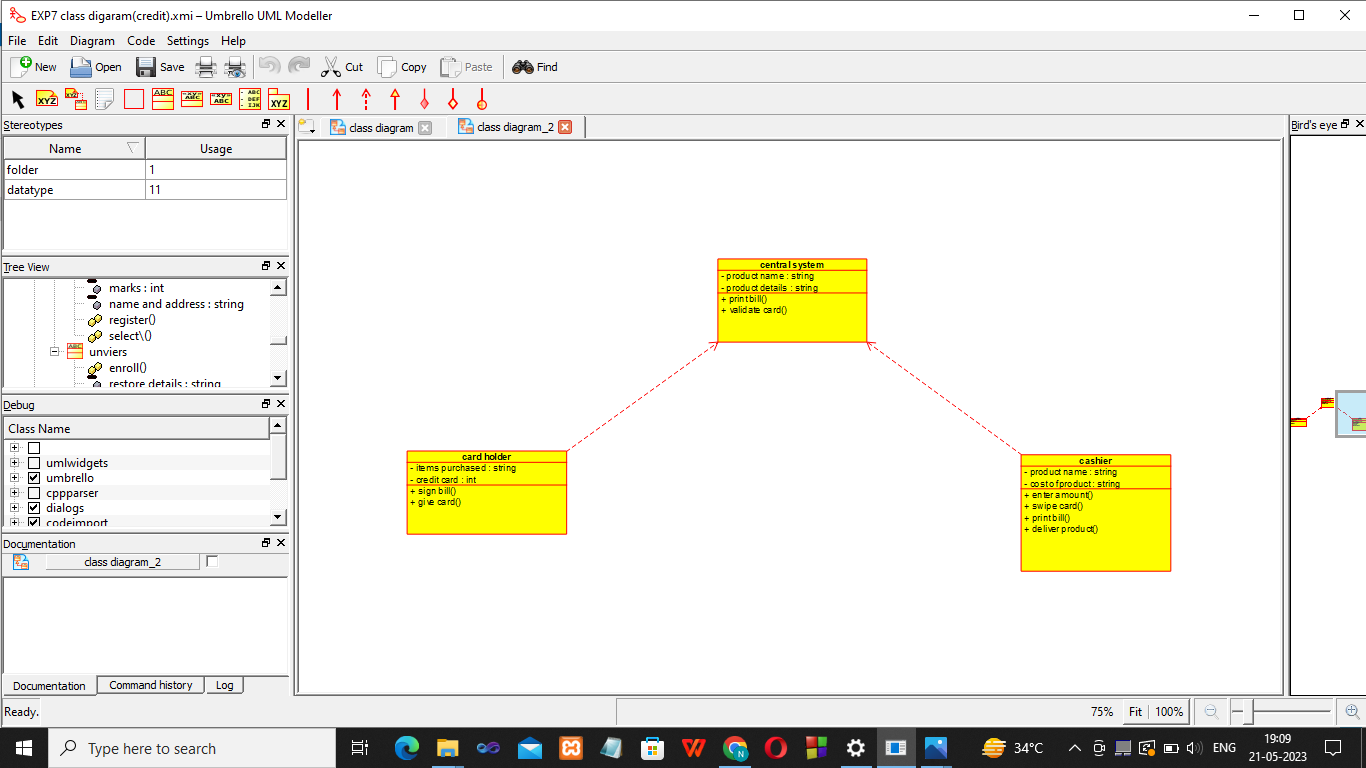 EXP7 class digaram(credit).xmi – Umbrello UML Modeller
File Edit Diagram Code Settings Help
New Open Save Cut Copy Paste Find
Stereotypes
Name Usage
folder 1
datatype 11
Tree View
marks : int
name and address : string
register()
select\()
unviers
enroll()
restore details : string
Debug
Class Name
umlwidgets
umbrello
cppparser
dialogs
codeimport
Documentation
class diagram_2
Documentation Command history Log
class diagram class diagram_2
central system
- product name : string
- product details : string
+ print bill()
+ validate card()
card holder
- items purchased : string
- credit card : int
+ sign bill()
+ give card()
cashier
- product name : string
- cost of product : string
+ enter amount()
+ swipe card()
+ print bill()
+ deliver product()
Bird's eye
Ready. 75% Fit 100%
Type here to search
34°C ENG
19:09
21-05-2023